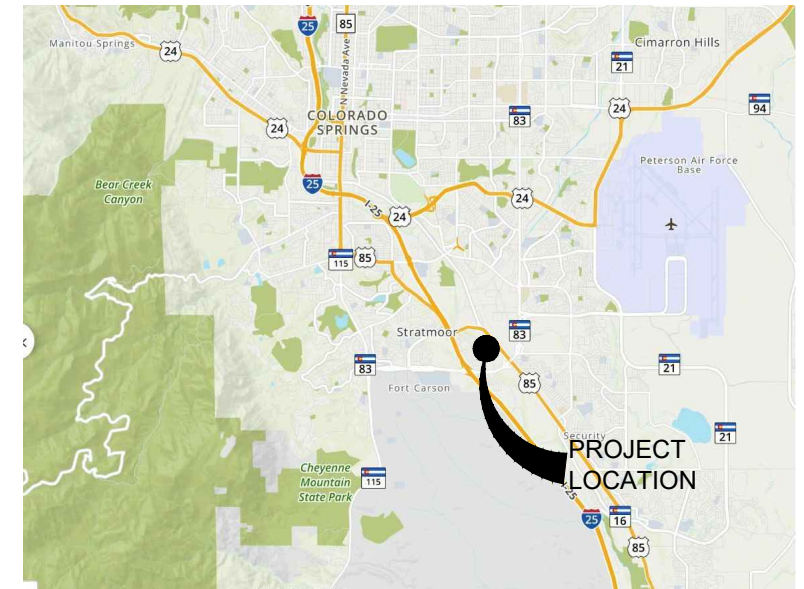 25
85
Manitou Springs
24
Cimarron Hills
21
N Nevada Ave
94
24
83
COLORADO
SPRINGS
24
Peterson Air Force
Base
Bear Creek
Canyon
25
24
I-25
24
115
85
Stratmoor
83
83
21
Fort Carson
85
21
Security
PROJECT
LOCATION
Cheyenne
Mountain
State Park
115
I-25
25
16
85